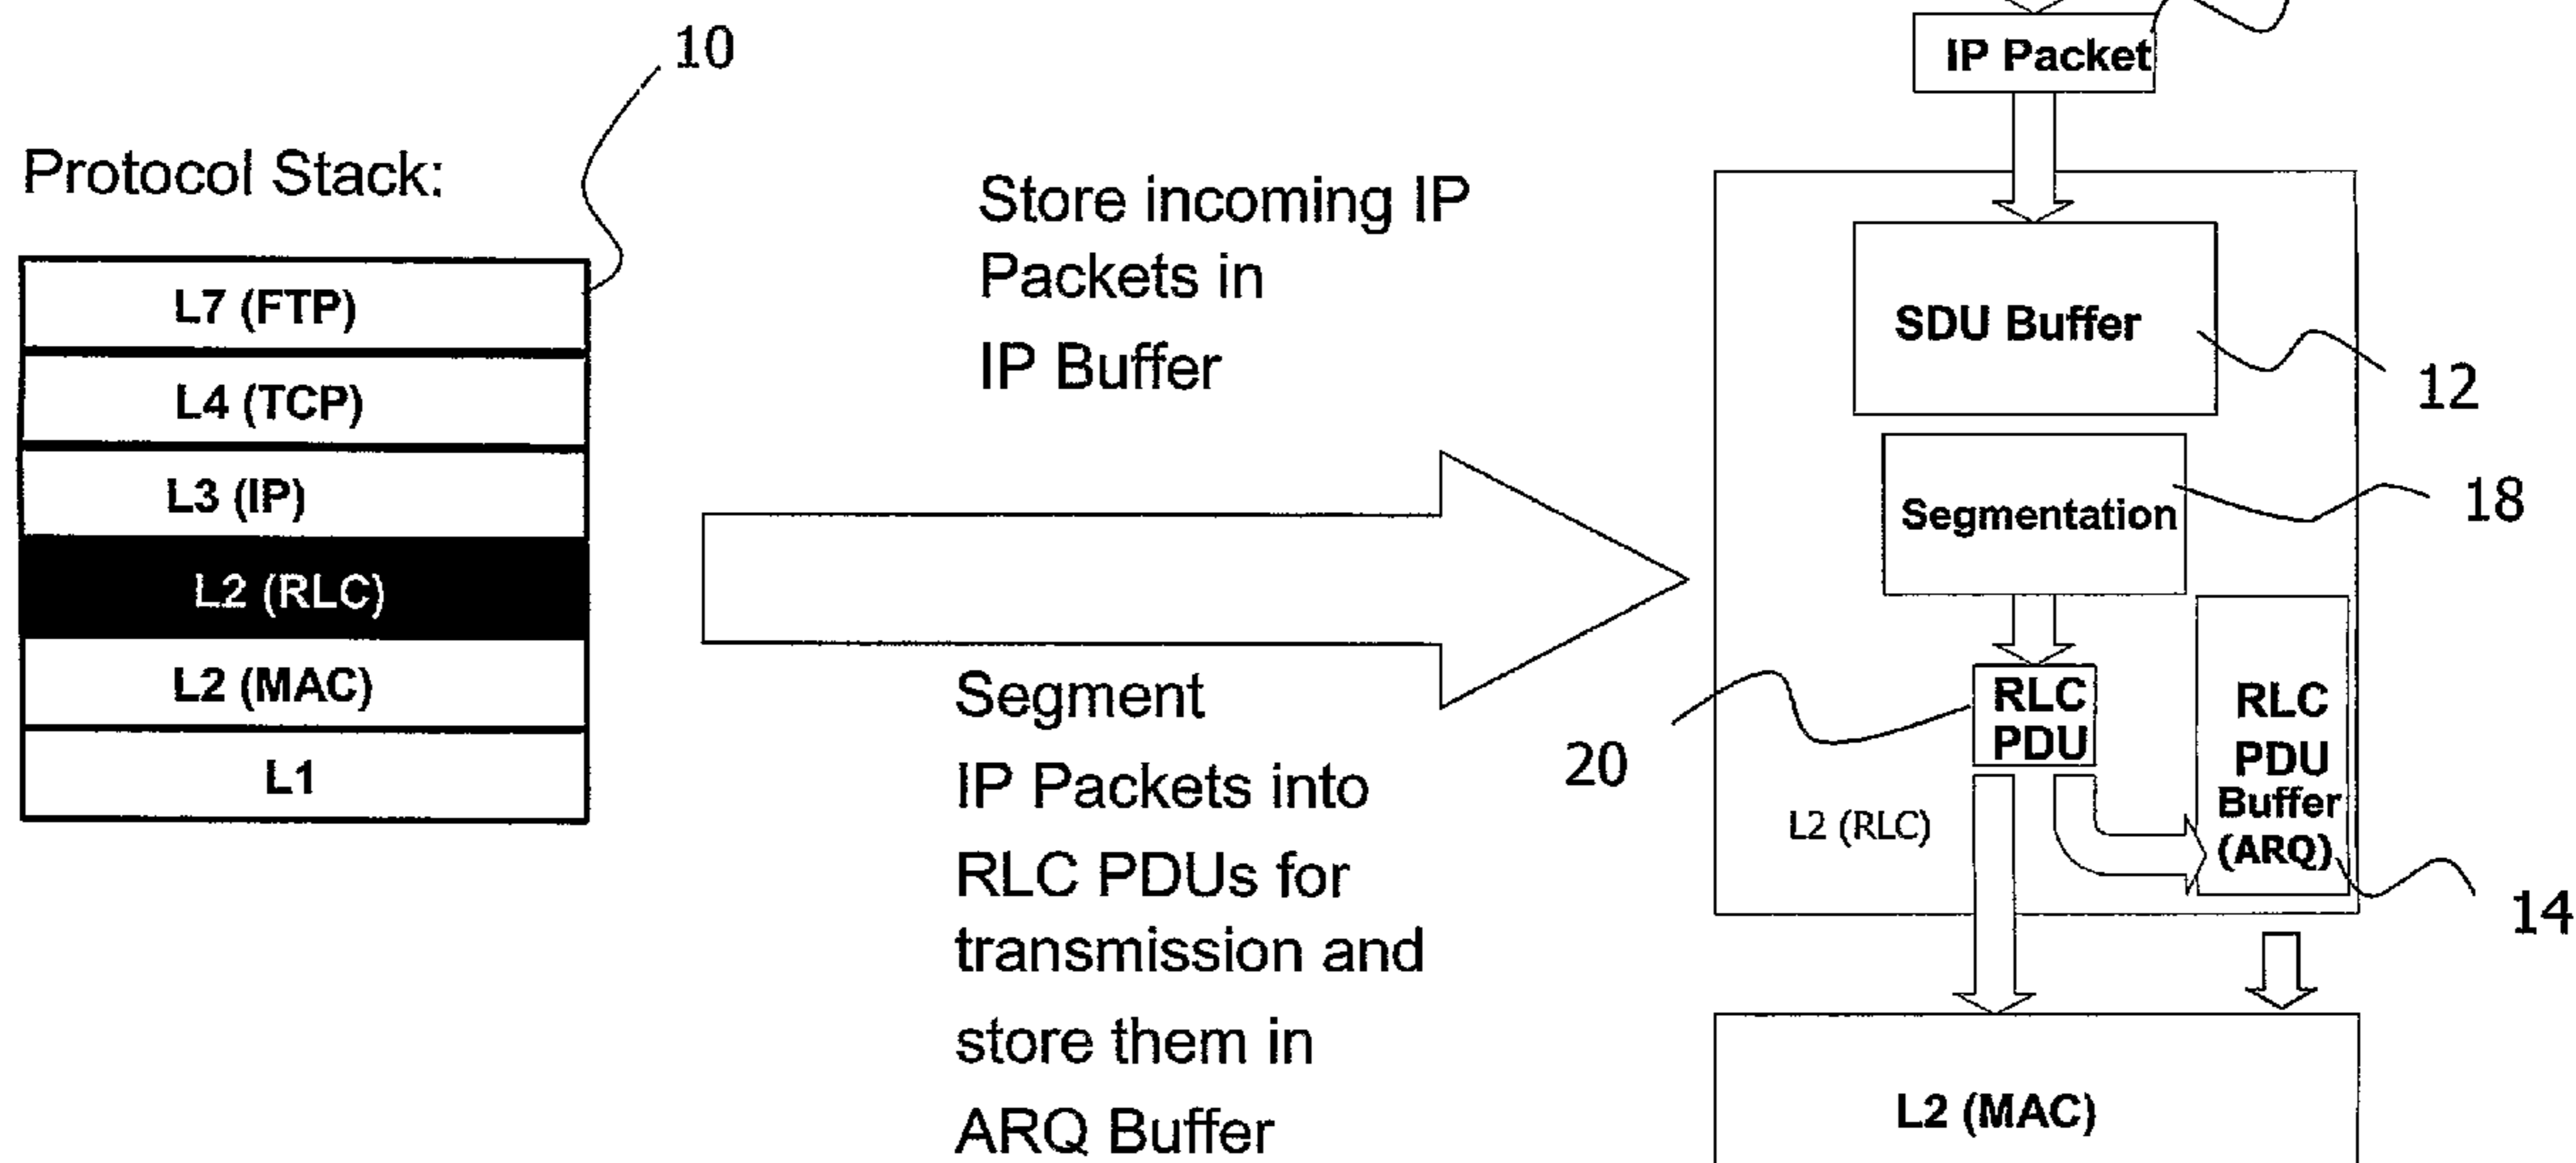 10
Protocol Stack:
L7 (FTP)
L4 (TCP)
L3 (IP)
L2 (RLC)
L2 (MAC)
L1
Store incoming IP
Packets in
IP Buffer
Segment
IP Packets into
RLC PDUs for
transmission and
store them in
ARQ Buffer
IP Packet
SDU Buffer
12
Segmentation
18
RLC
PDU
20
L2 (RLC)
RLC
PDU
Buffer
(ARQ)
14
L2 (MAC)